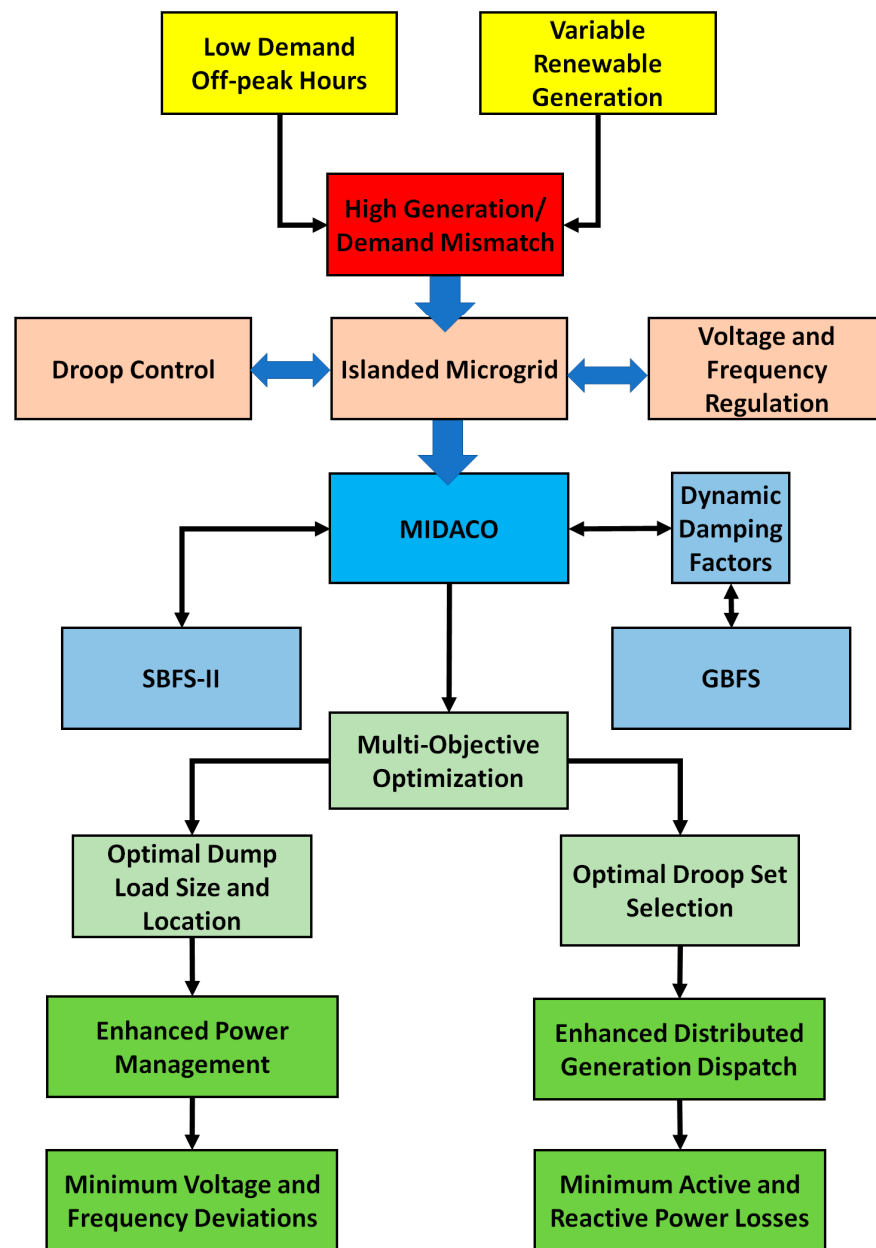 Low Demand
Off-peak Hours
Variable
Renewable
Generation
High Generation/
Demand Mismatch
Droop Control
Islanded Microgrid
Voltage and
Frequency
Regulation
MIDACO
Dynamic
Damping
Factors
SBFS-II
GBFS
Multi-Objective
Optimization
Optimal Dump
Load Size and
Location
Optimal Droop Set
Selection
Enhanced Power
Management
Enhanced Distributed
Generation Dispatch
Minimum Voltage and
Frequency Deviations
Minimum Active and
Reactive Power Losses